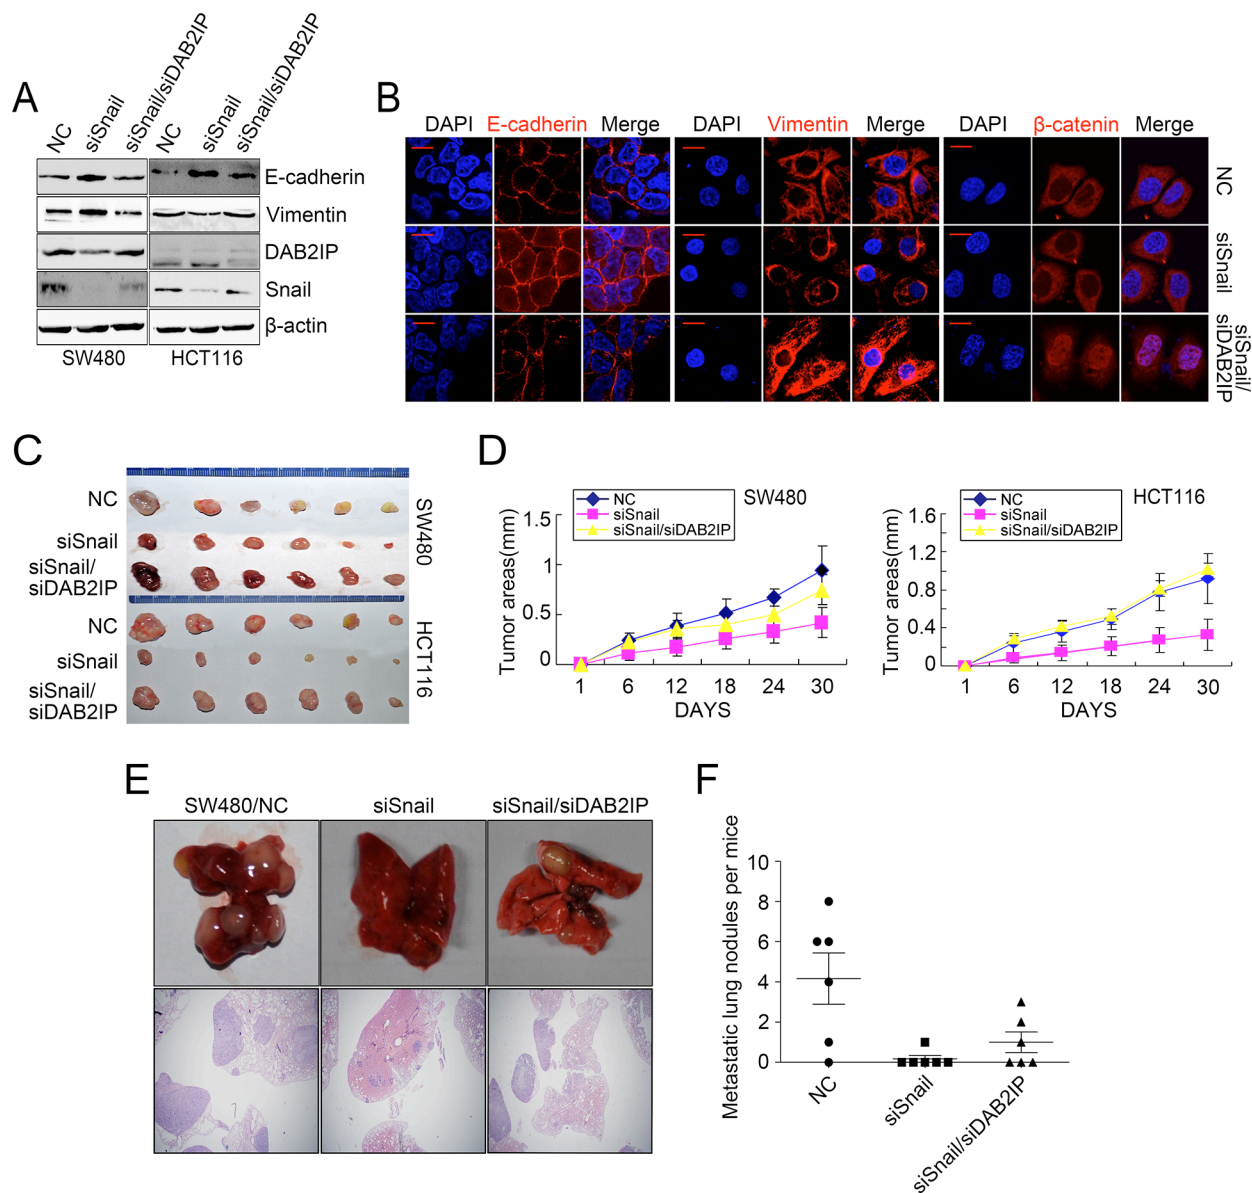 A
NC
siSnail
siSnail/siDAB2IP
NC
siSnail
siSnail/siDAB2IP
E-cadherin
Vimentin
DAB2IP
Snail
β-actin
SW480
HCT116
B
DAPI E-cadherin Merge
DAPI Vimentin Merge
DAPI β-catenin Merge
NC
siSnail
siSnail/
siDAB2IP
C
NC
siSnail
siSnail/
siDAB2IP
SW480
NC
siSnail
siSnail/
siDAB2IP
HCT116
D
NC
siSnail
siSnail/siDAB2IP
SW480
Tumor areas(mm)
1.5
1
0.5
0
1 6 12 18 24 30
DAYS
NC
siSnail
siSnail/siDAB2IP
HCT116
Tumor areas(mm)
1.6
1.2
0.8
0.4
0
1 6 12 18 24 30
DAYS
E
SW480/NC
siSnail
siSnail/siDAB2IP
F
Metastatic lung nodules per mice
10
8
6
4
2
0
NC
siSnail
siSnail/siDAB2IP